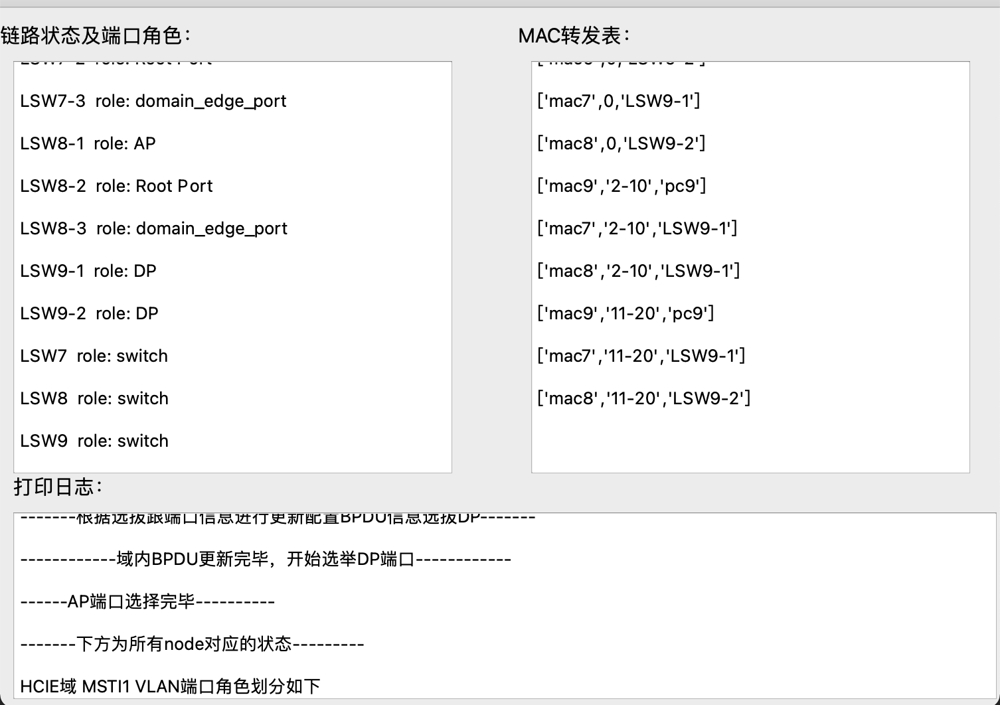 链路状态及端口角色：
LSW7-2 role: Root Port
LSW7-3 role: domain_edge_port
LSW8-1 role: AP
LSW8-2 role: Root Port
LSW8-3 role: domain_edge_port
LSW9-1 role: DP
LSW9-2 role: DP
LSW7 role: switch
LSW8 role: switch
LSW9 role: switch
MAC转发表：
['mac7',0,'LSW9-1']
['mac8',0,'LSW9-2']
['mac9','2-10','pc9']
['mac7','2-10','LSW9-1']
['mac8','2-10','LSW9-1']
['mac9','11-20','pc9']
['mac7','11-20','LSW9-1']
['mac8','11-20','LSW9-2']
打印日志：
-------根据选拔跟端口信息进行更新配置BPDU信息选拔DP-------
------------域内BPDU更新完毕，开始选举DP端口------------
------AP端口选择完毕----------
-------下方为所有node对应的状态---------
HCIE域 MSTI1 VLAN端口角色划分如下